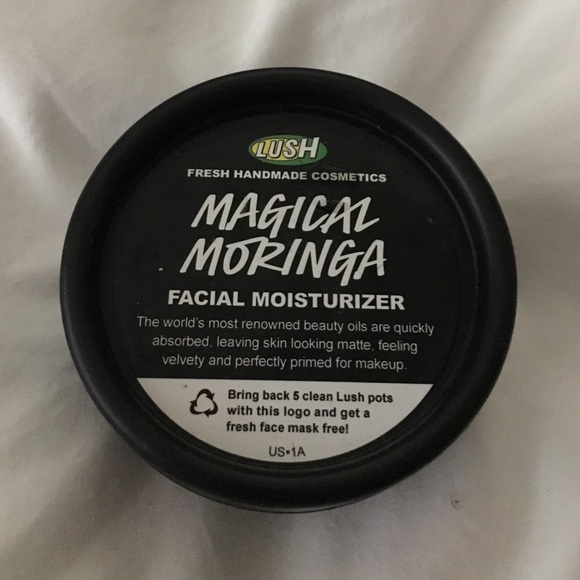 LUSH
FRESH HANDMADE COSMETICS
MAGICAL
MORINGA
FACIAL MOISTURIZER
The world's most renowned beauty oils are quickly
absorbed, leaving skin looking matte, feeling
velvety and perfectly primed for makeup.
Bring back 5 clean Lush pots
with this logo and get a
fresh face mask free!
US•1A